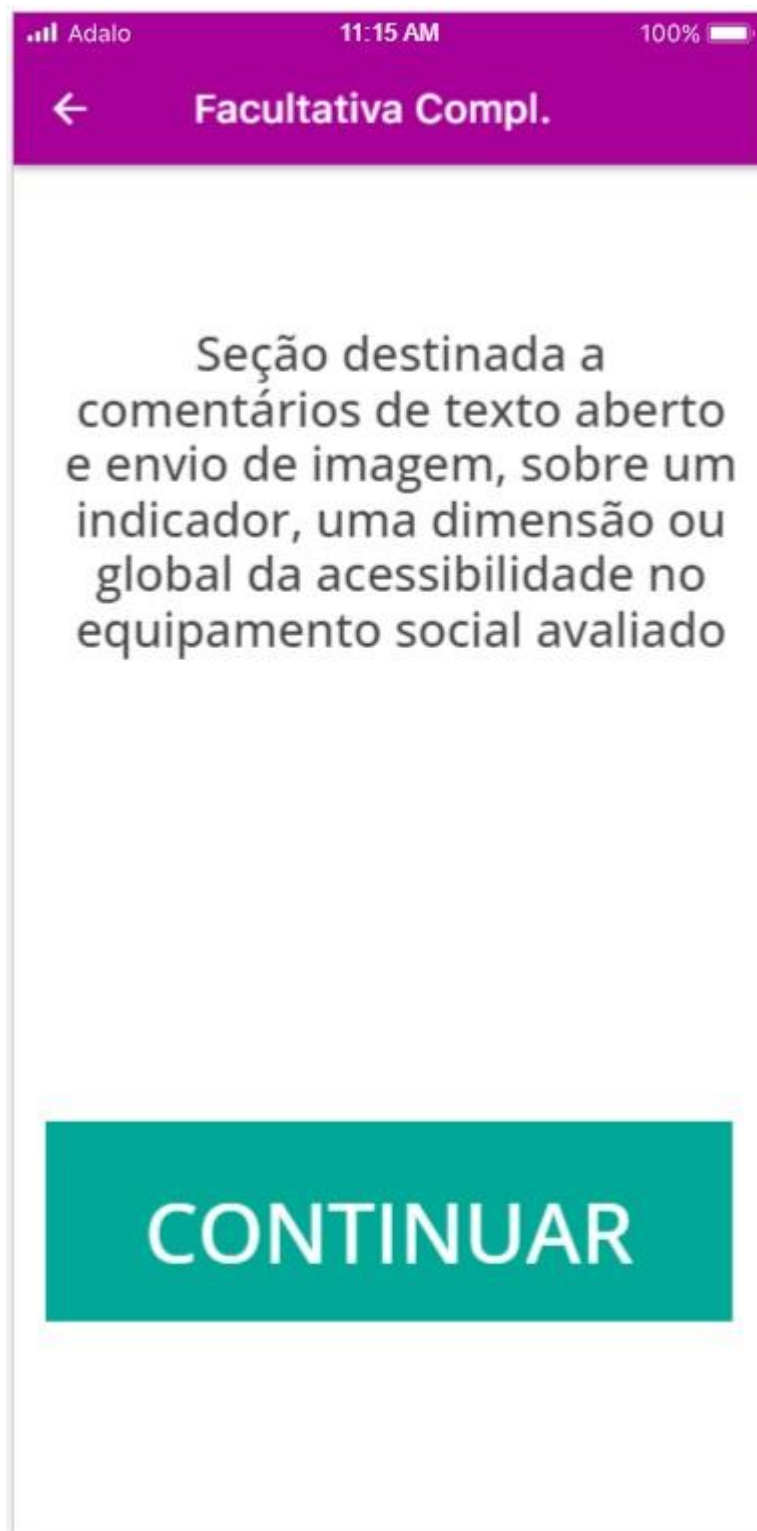 Adalo 11:15 AM 100%
Facultativa Compl.
Seção destinada a
comentários de texto aberto
e envio de imagem, sobre um
indicador, uma dimensão ou
global da acessibilidade no
equipamento social avaliado
CONTINUAR